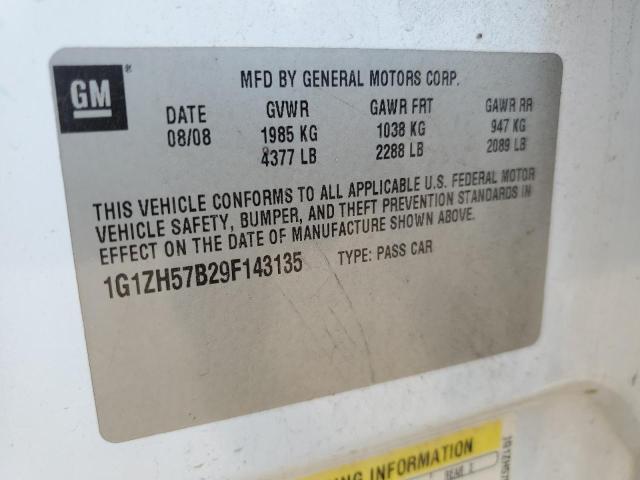 GM®
MFD BY GENERAL MOTORS CORP.
DATE GVWR GAWR FRT GAWR RR
08/08 1985 KG 1038 KG 947 KG
4377 LB 2288 LB 2089 LB
THIS VEHICLE CONFORMS TO ALL APPLICABLE U.S. FEDERAL MOTOR
VEHICLE SAFETY, BUMPER, AND THEFT PREVENTION STANDARDS IN
EFFECT ON THE DATE OF MANUFACTURE SHOWN ABOVE.
1G1ZH57B29F143135 TYPE: PASS CAR
INFORMATION
REAR